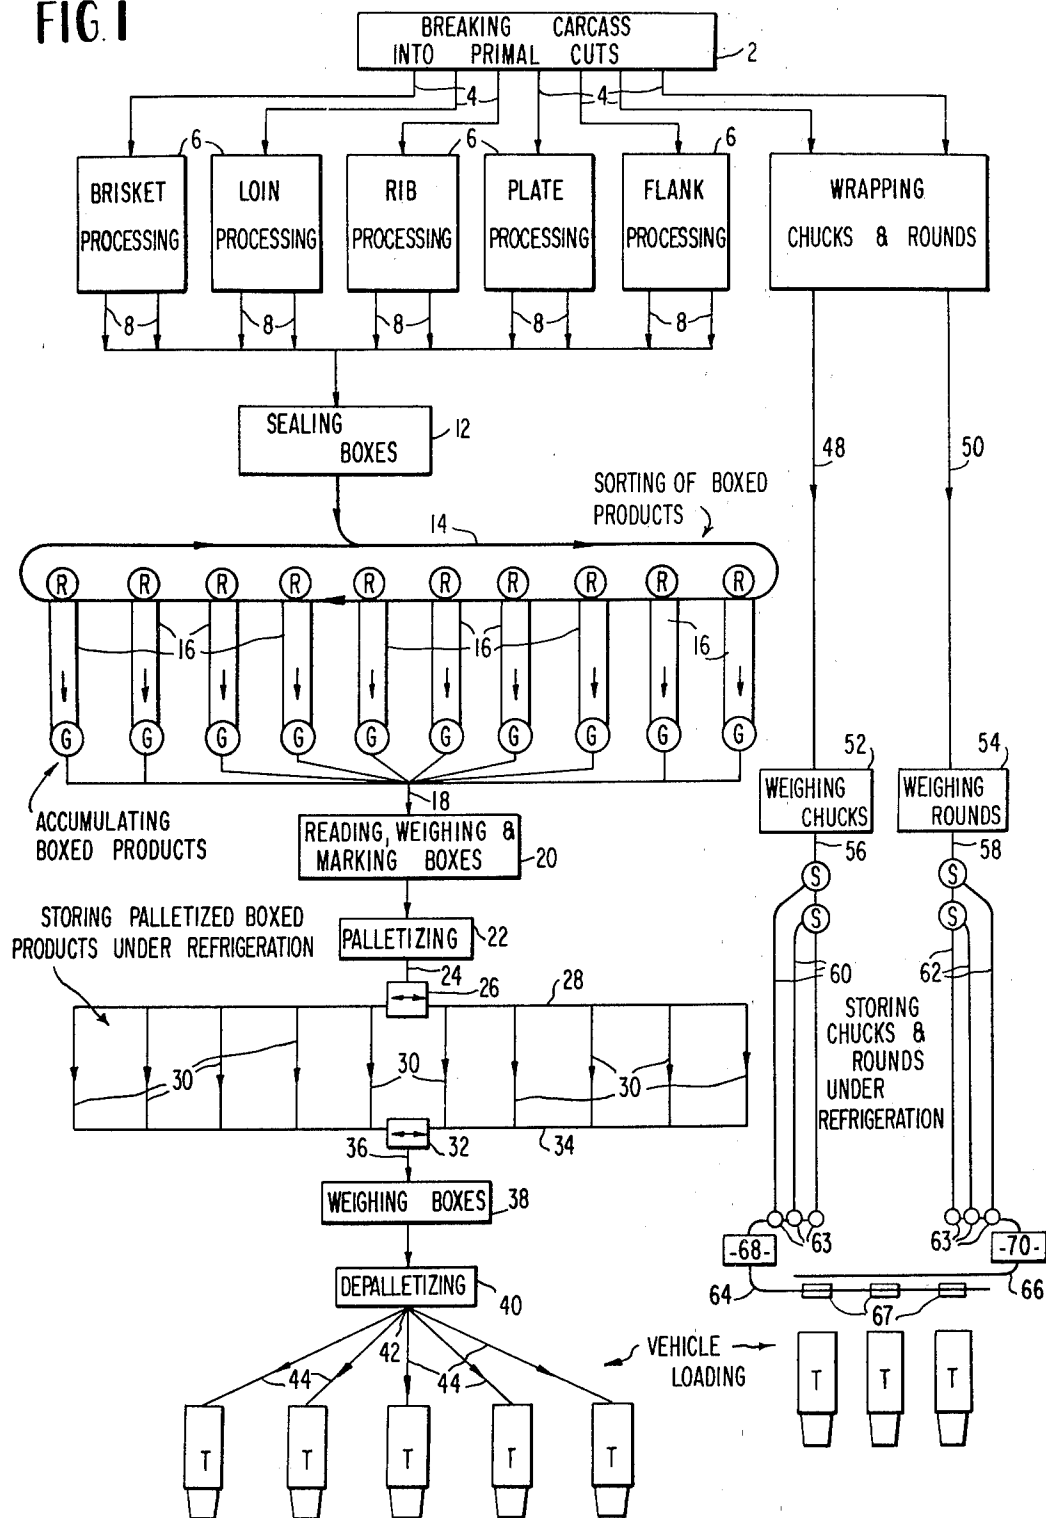 FIG. 1
BREAKING CARCASS
INTO PRIMAL CUTS
2
4
4
6
6
6
BRISKET
PROCESSING
LOIN
PROCESSING
RIB
PROCESSING
PLATE
PROCESSING
FLANK
PROCESSING
WRAPPING
CHUCKS & ROUNDS
8
8
8
8
8
SEALING
BOXES
12
48
50
SORTING OF BOXED
PRODUCTS
14
R R R R R R R R R R
16
16
16
G G G G G G G G G G
18
ACCUMULATING
BOXED PRODUCTS
READING, WEIGHING &
MARKING BOXES
20
52
54
WEIGHING
CHUCKS
WEIGHING
ROUNDS
56
58
S
S
S
S
STORING PALLETIZED BOXED
PRODUCTS UNDER REFRIGERATION
PALLETIZING
22
24
26
28
60
62
STORING
CHUCKS &
ROUNDS
UNDER
REFRIGERATION
30
30
30
32
34
36
WEIGHING BOXES
38
63
63
-68-
-70-
64
66
67
DEPALLETIZING
40
42
44
44
VEHICLE
LOADING
T T T
T T T T T